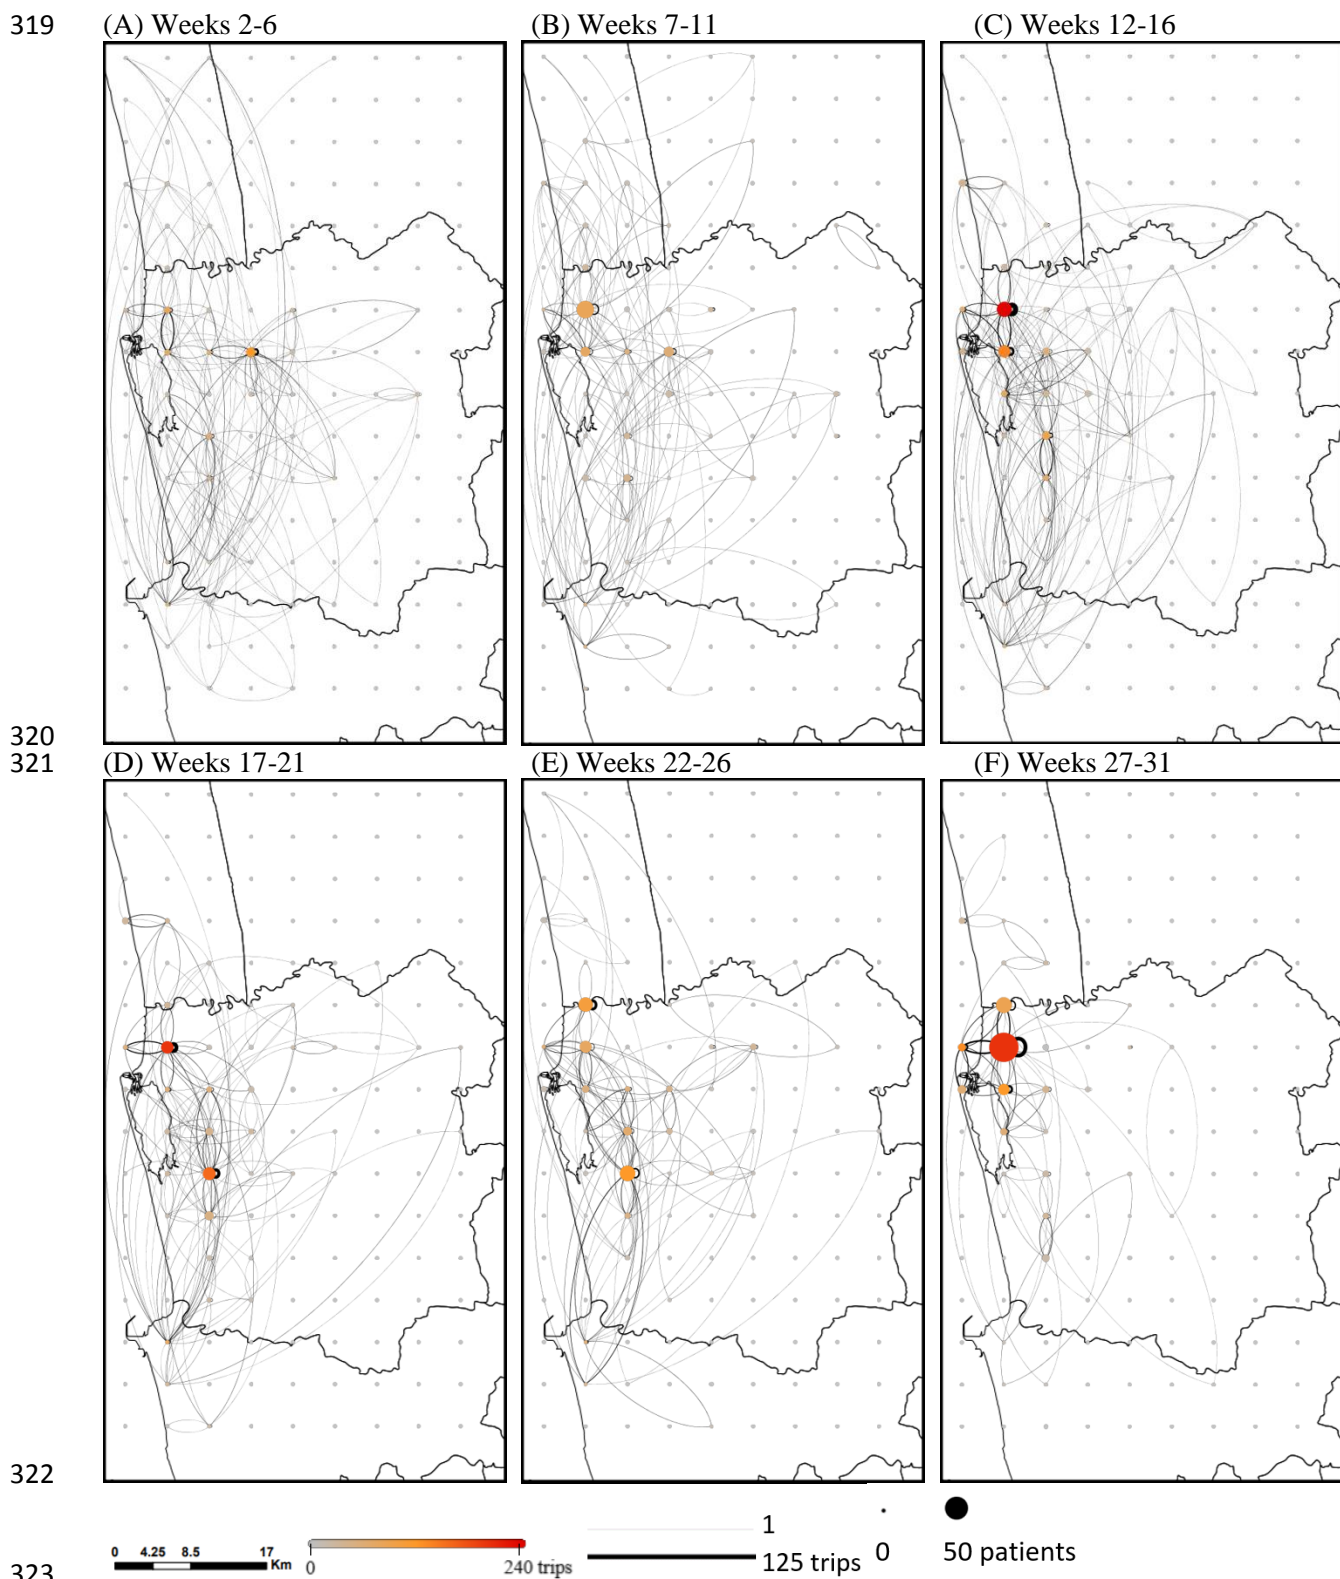 319 (A) Weeks 2-6 (B) Weeks 7-11 (C) Weeks 12-16
320
321 (D) Weeks 17-21 (E) Weeks 22-26 (F) Weeks 27-31
322
0 4.25 8.5 17 Km
0 240 trips
1
125 trips
0 50 patients
323